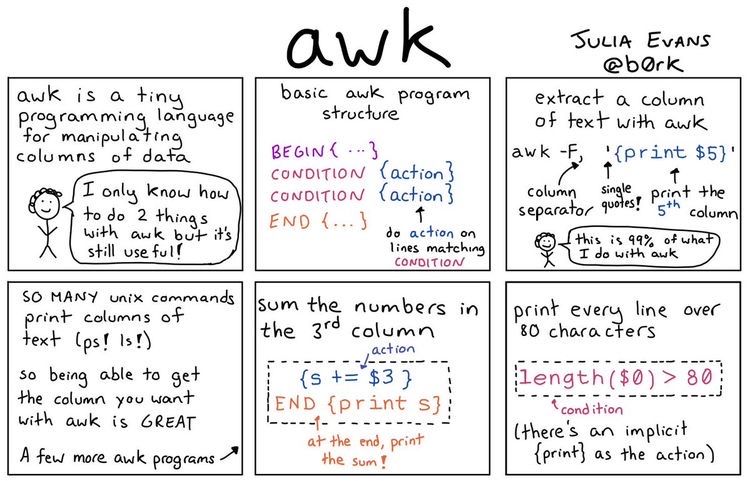 awk
JULIA EVANS
@b0rk
awk is a tiny
programming language
for manipulating
columns of data
I only know how
to do 2 things
with awk but it's
still useful!
basic awk program
structure
BEGIN{ ...}
CONDITION {action}
CONDITION {action}
END {...}
do action on
lines matching
CONDITION
extract a column
of text with awk
awk -F, '{print $5}'
column
separator
single
quotes!
print the
5th column
this is 99% of what
I do with awk
SO MANY unix commands
print columns of
text (ps! ls!)
so being able to get
the column you want
with awk is GREAT
A few more awk programs
sum the numbers in
the 3rd column
action
{s += $3 }
END {print s}
at the end, print
the sum!
print every line over
80 characters
length($0) > 80
condition
(there's an implicit
{print} as the action)